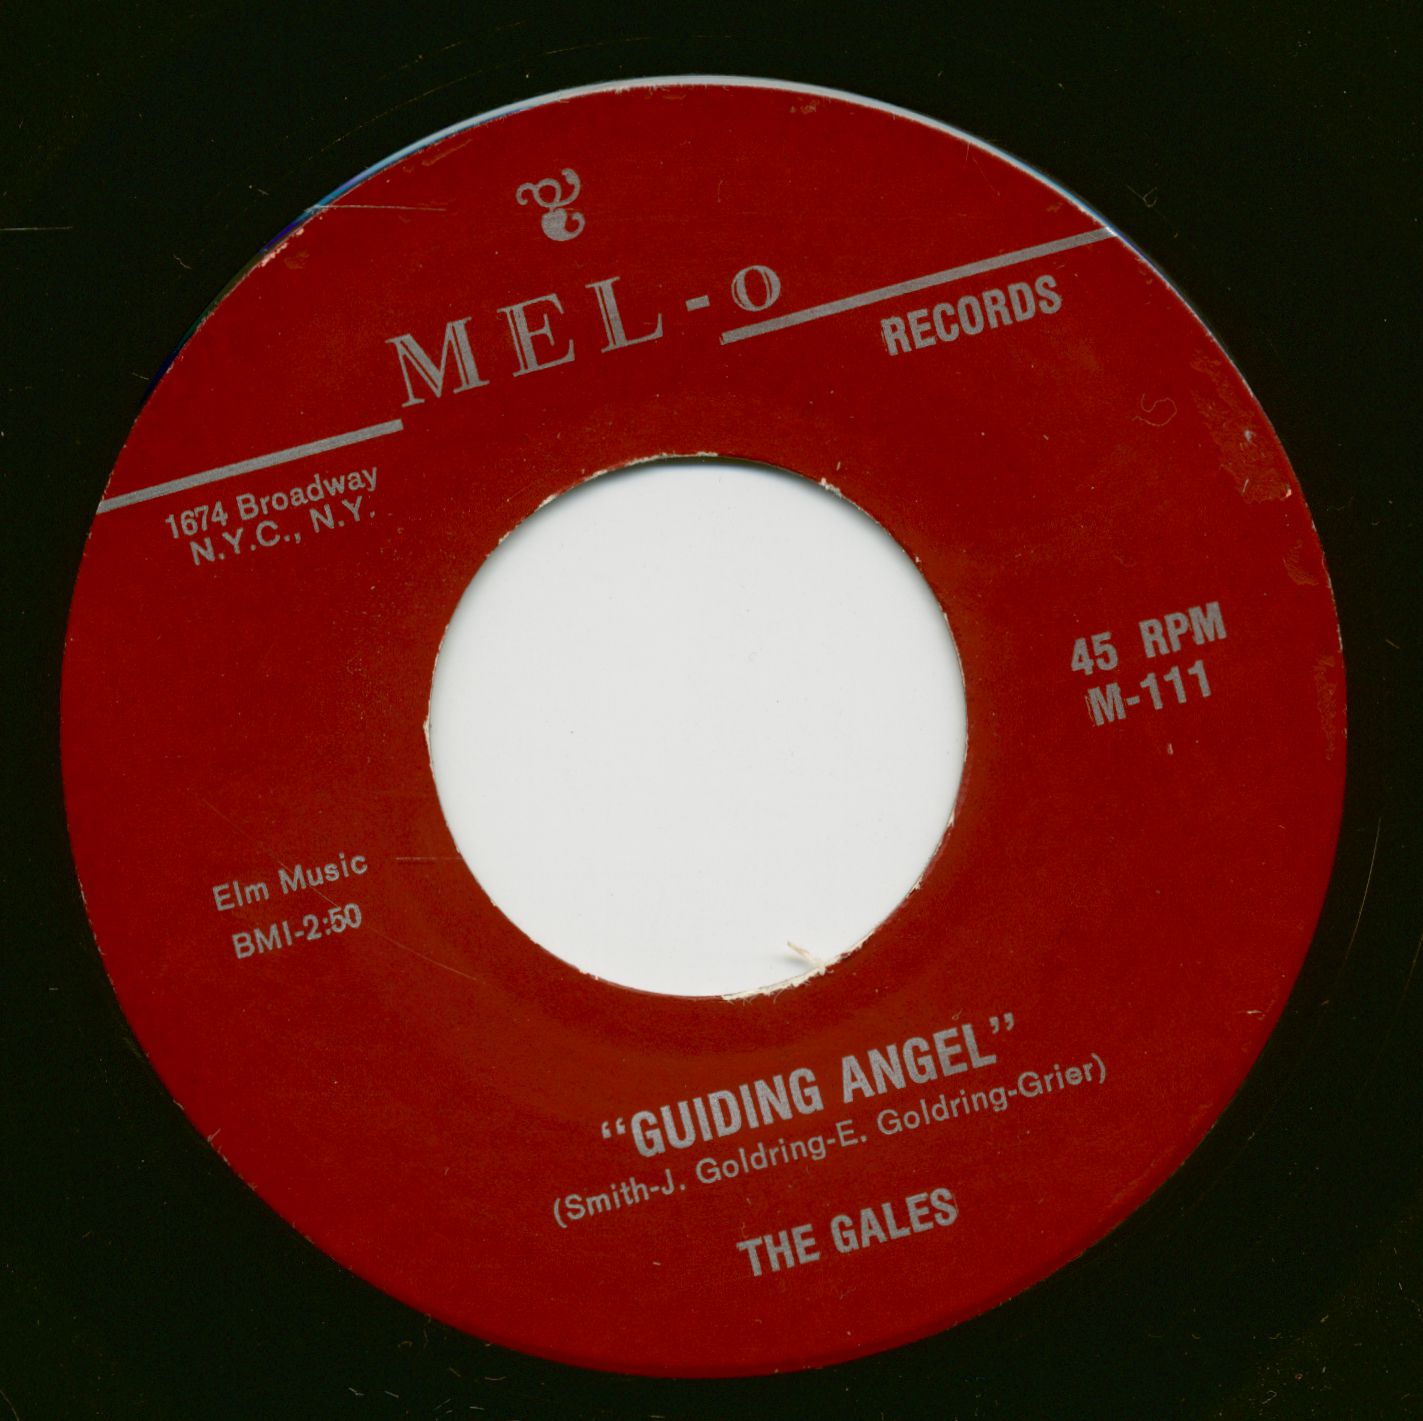 MEL-O
RECORDS
1674 Broadway
N.Y.C., N.Y.
45 RPM
M-111
Elm Music
BMI-2:50
"GUIDING ANGEL"
(Smith-J. Goldring-E. Goldring-Grier)
THE GALES